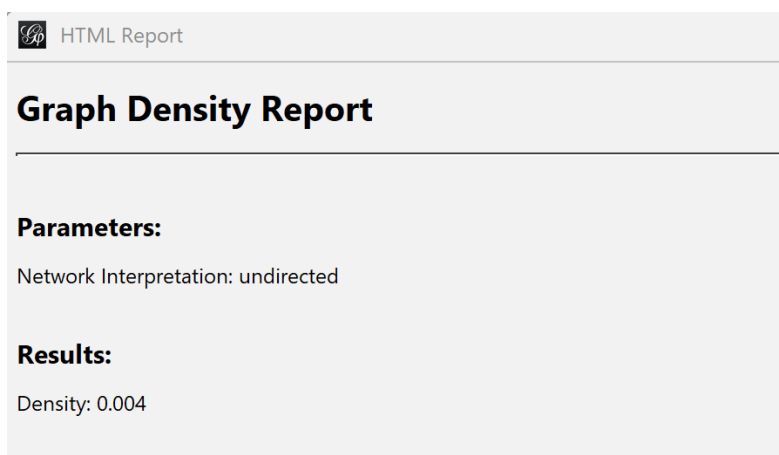 HTML Report
Graph Density Report
Parameters:
Network Interpretation: undirected
Results:
Density: 0.004